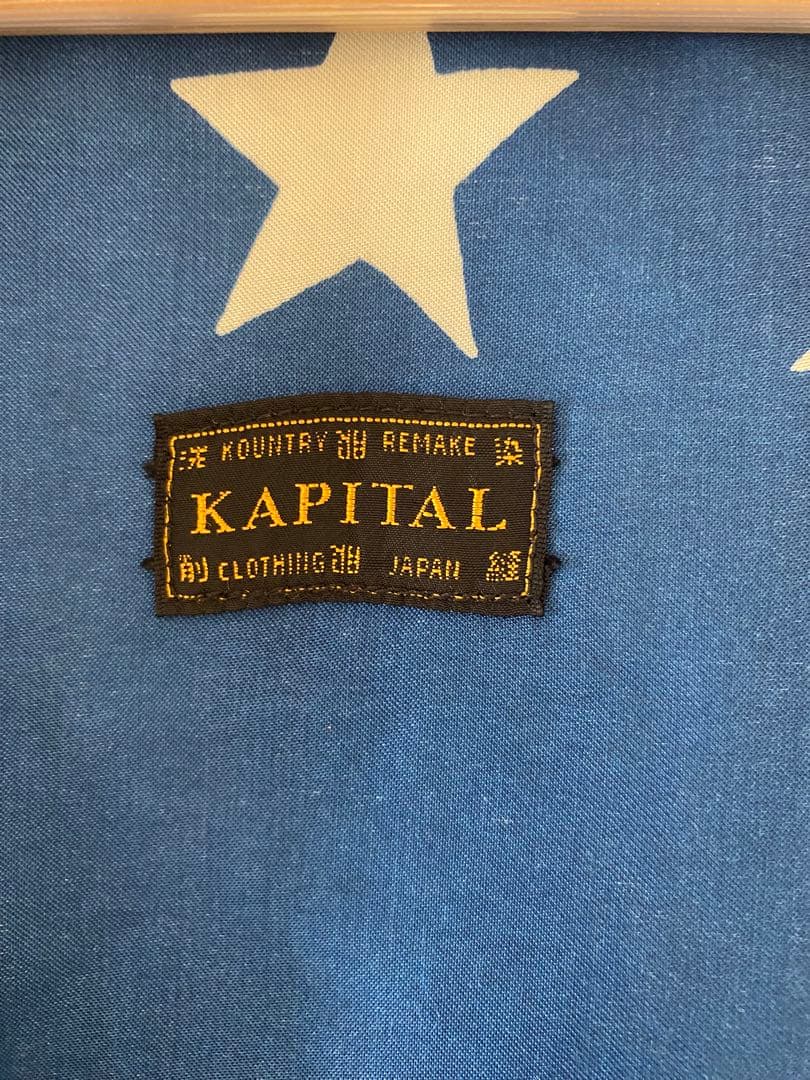 洗 KOUNTRY REMAKE 染
KAPITAL
削 CLOTHING JAPAN 縫